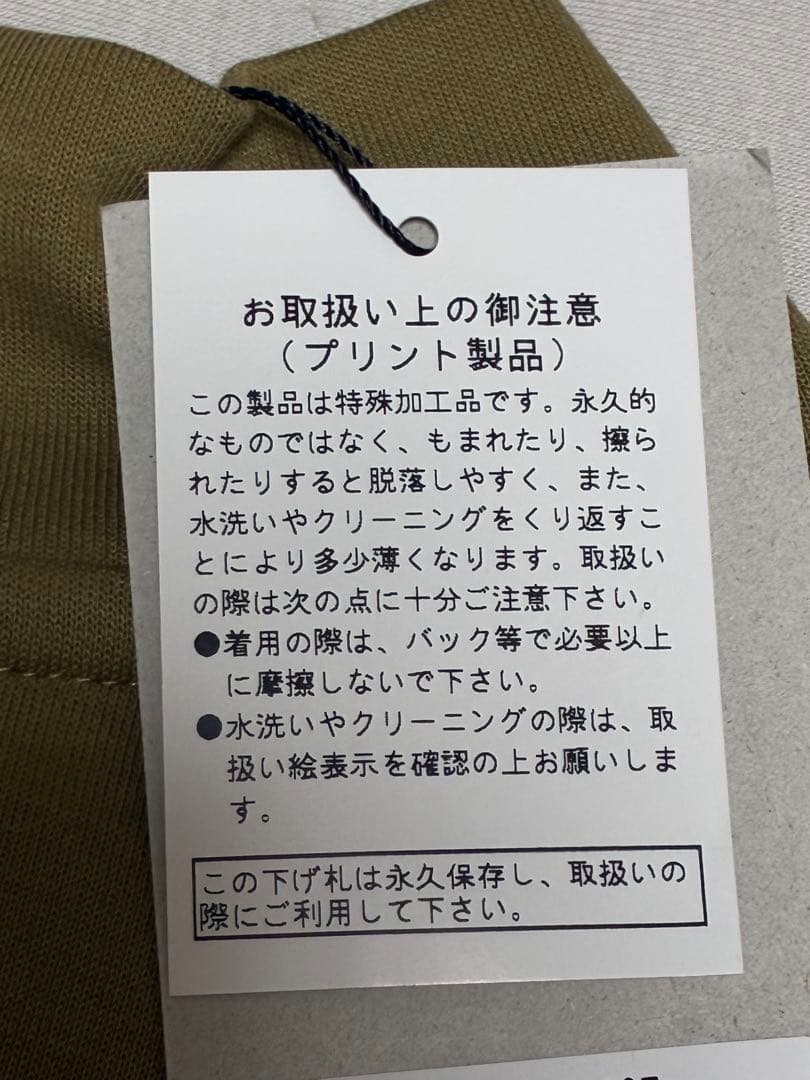 お取扱い上の御注意
（プリント製品）
この製品は特殊加工品です。永久的
なものではなく、もまれたり、擦ら
れたりすると脱落しやすく、また、
水洗いやクリーニングをくり返すこ
とにより多少薄くなります。取扱い
の際は次の点に十分ご注意下さい。
●着用の際は、バック等で必要以上
に摩擦しないで下さい。
●水洗いやクリーニングの際は、取
扱い絵表示を確認の上お願いしま
す。
この下げ札は永久保存し、取扱いの
際にご利用して下さい。